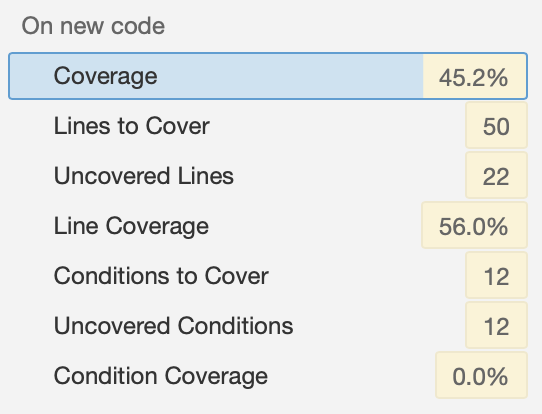 On new code
Coverage 45.2%
Lines to Cover 50
Uncovered Lines 22
Line Coverage 56.0%
Conditions to Cover 12
Uncovered Conditions 12
Condition Coverage 0.0%